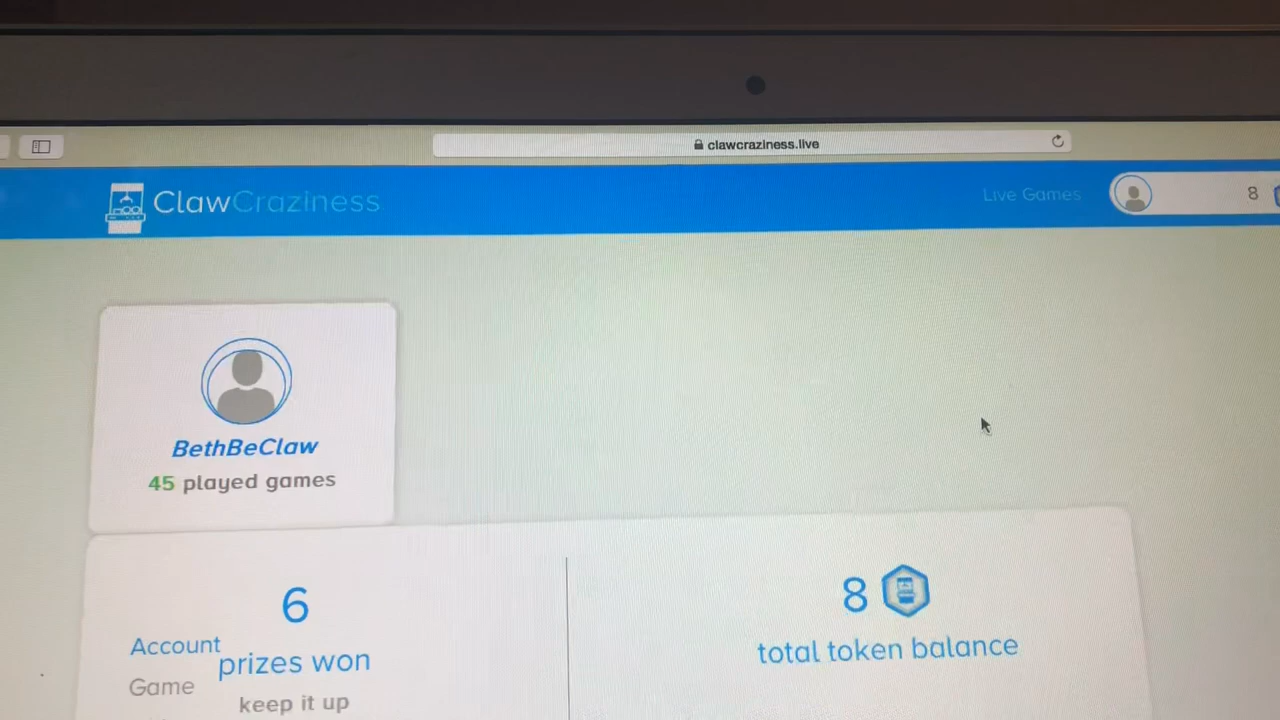 clawcraziness.live
ClawCraziness
Live Games
8
BethBeClaw
45 played games
6
prizes won
keep it up
Account
Game
8
total token balance